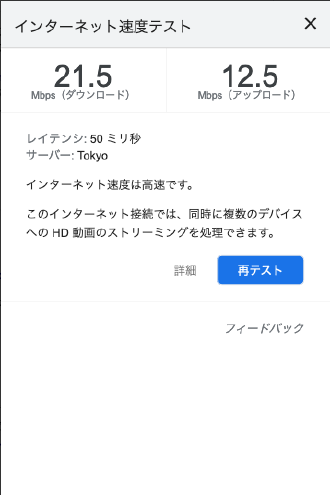 インターネット速度テスト
21.5
Mbps（ダウンロード）
12.5
Mbps（アップロード）
レイテンシ: 50 ミリ秒
サーバー: Tokyo
インターネット速度は高速です。
このインターネット接続では、同時に複数のデバイス
への HD 動画のストリーミングを処理できます。
詳細
再テスト
フィードバック